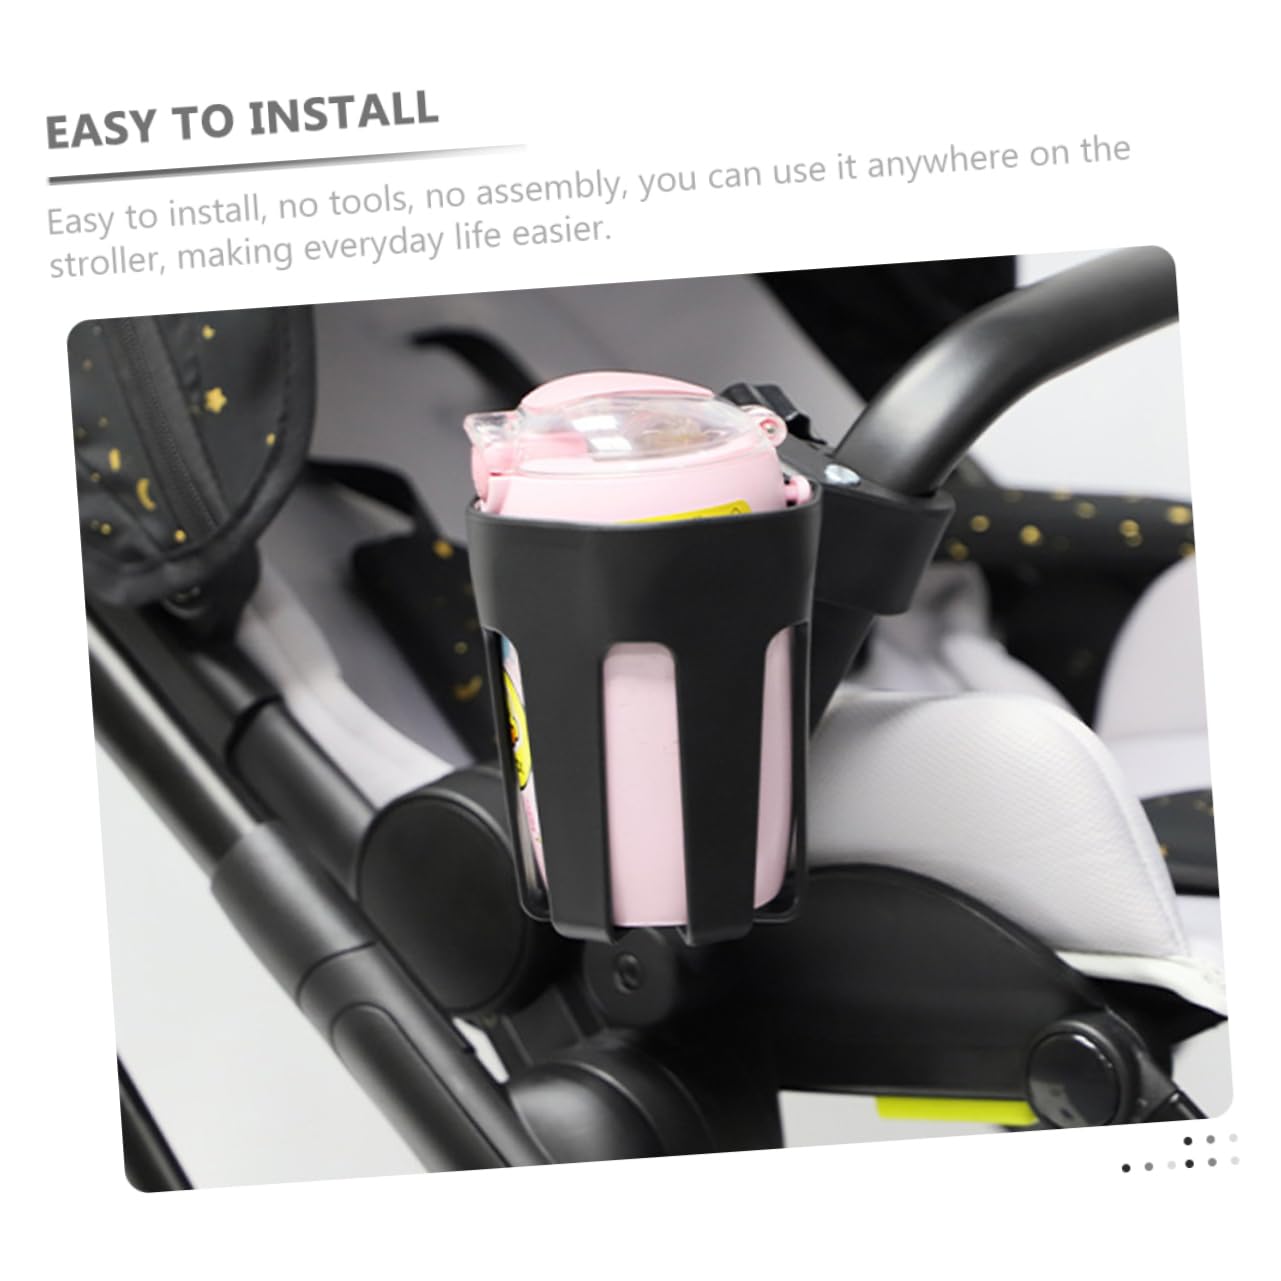 EASY TO INSTALL
Easy to install, no tools, no assembly, you can use it anywhere on the
stroller, making everyday life easier.